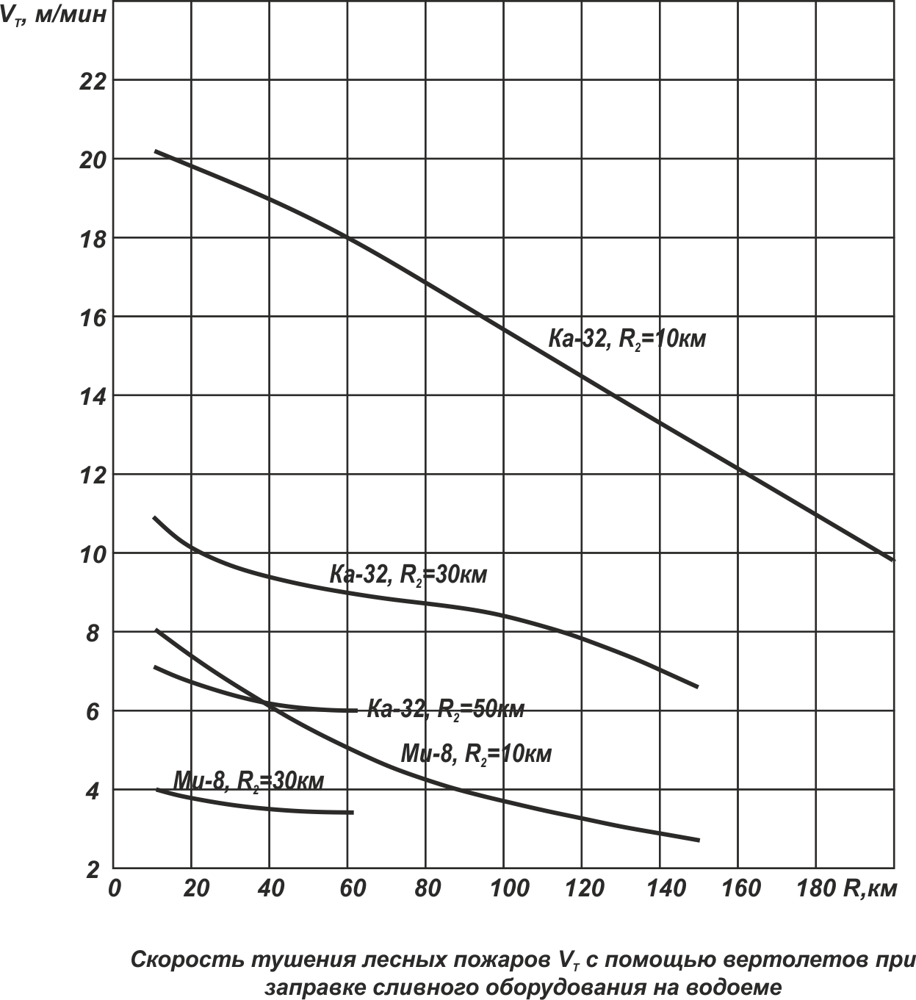 Vт, м/мин
22
20
18
16
Ка-32, R2=10км
14
12
10
Ка-32, R2=30км
8
6
Ка-32, R2=50км
Ми-8, R2=10км
Ми-8, R2=30км
4
2
0 20 40 60 80 100 120 140 160 180 R,км
Скорость тушения лесных пожаров Vт с помощью вертолетов при
заправке сливного оборудования на водоеме